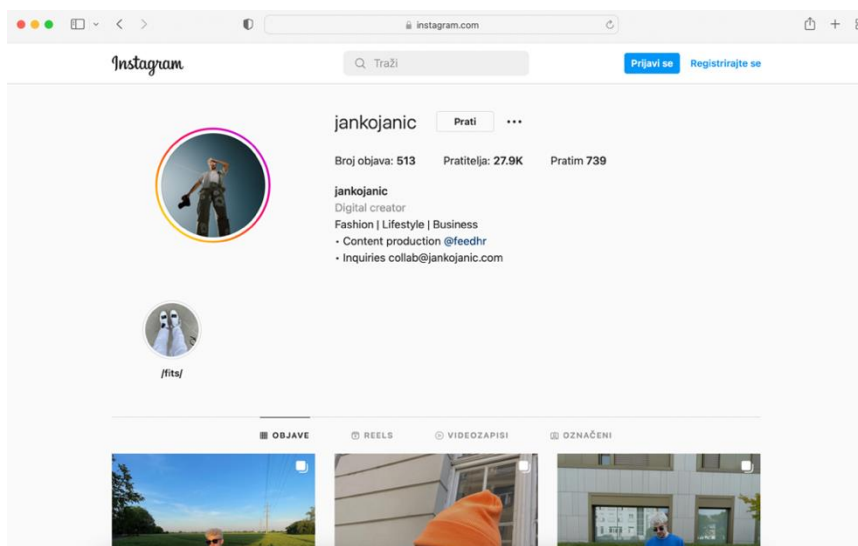 instagram.com
Instagram
Traži
Prijavi se
Registrirajte se
jankojanic
Prati
Broj objava: 513 Pratitelja: 27.9K Pratim 739
jankojanic
Digital creator
Fashion | Lifestyle | Business
• Content production @feedhr
• Inquiries collab@jankojanic.com
/fits/
OBJAVE REELS VIDEOZAPISI OZNAČENI